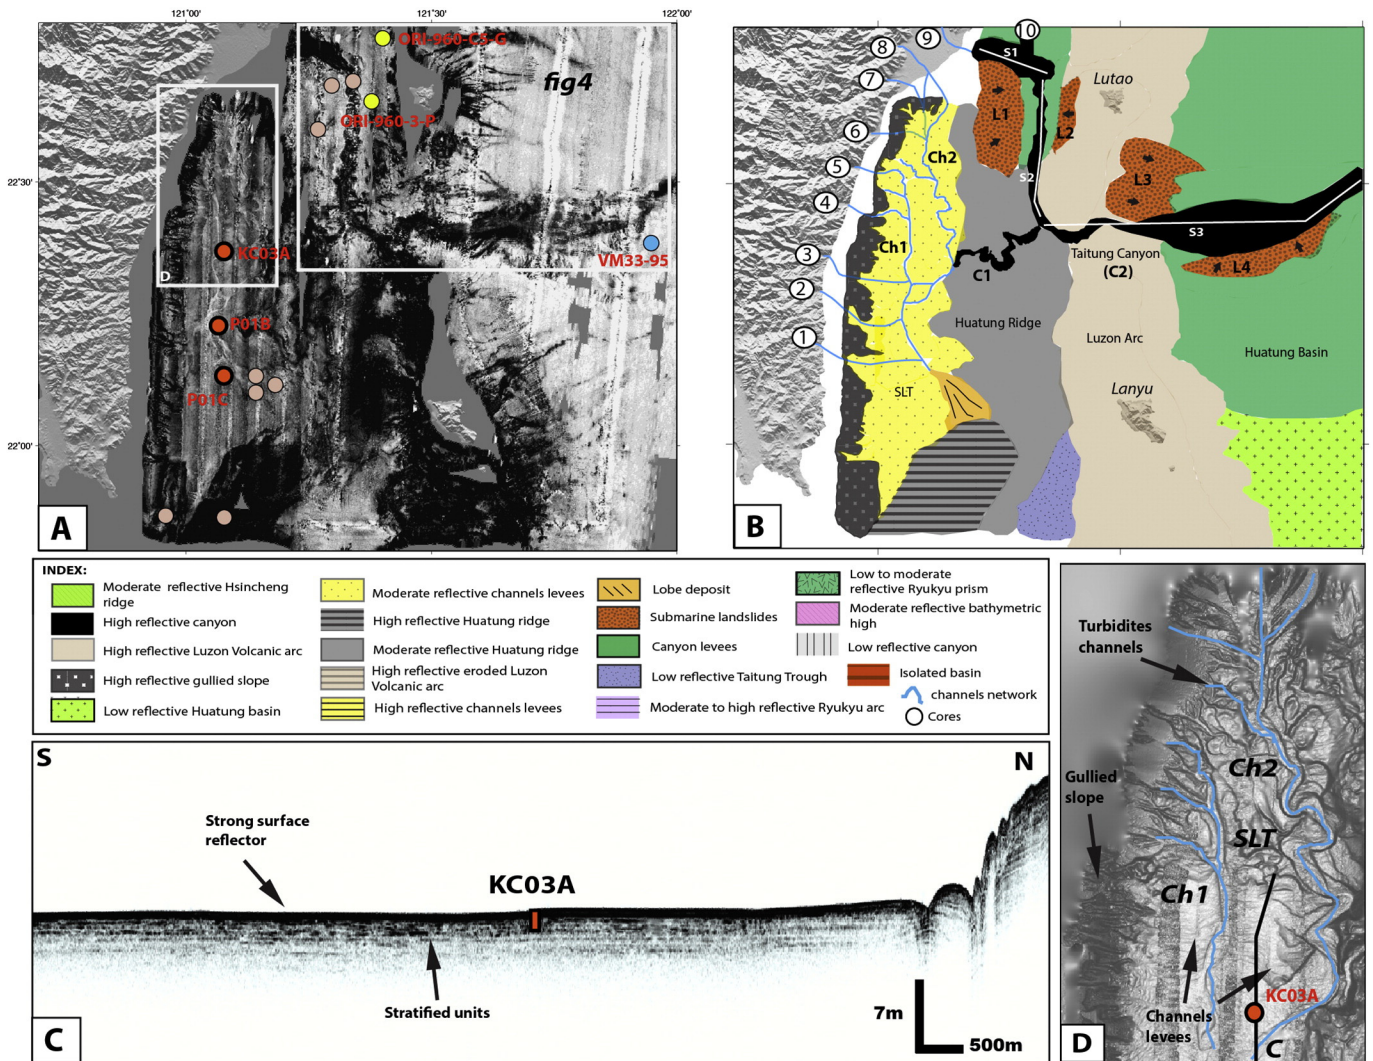 121°00'
121°30'
122°00'
22°30'
22°00'
ORI-960-CS-G
fig4
ORI-960-3-P
KC03A
D
VM33-95
P01B
P01C
A
10
9
8
7
6
5
4
3
2
1
S1
Lutao
L1
L2
Ch2
S2
L3
Ch1
S3
C1
Taitung Canyon
(C2)
L4
Huatung Ridge
Luzon Arc
Huatung Basin
SLT
Lanyu
B
INDEX:
Moderate reflective Hsincheng
ridge
High reflective canyon
High reflective Luzon Volcanic arc
High reflective gullied slope
Low reflective Huatung basin
Moderate reflective channels levees
High reflective Huatung ridge
Moderate reflective Huatung ridge
High reflective eroded Luzon
Volcanic arc
High reflective channels levees
Lobe deposit
Submarine landslides
Canyon levees
Low reflective Taitung Trough
Moderate to high reflective Ryukyu arc
Low to moderate
reflective Ryukyu prism
Moderate reflective bathymetric
high
Low reflective canyon
Isolated basin
channels network
Cores
S
N
Strong surface
reflector
KC03A
Stratified units
7m
500m
C
Turbidites
channels
Gullied
slope
Ch2
SLT
Ch1
KC03A
Channels
levees
C
D